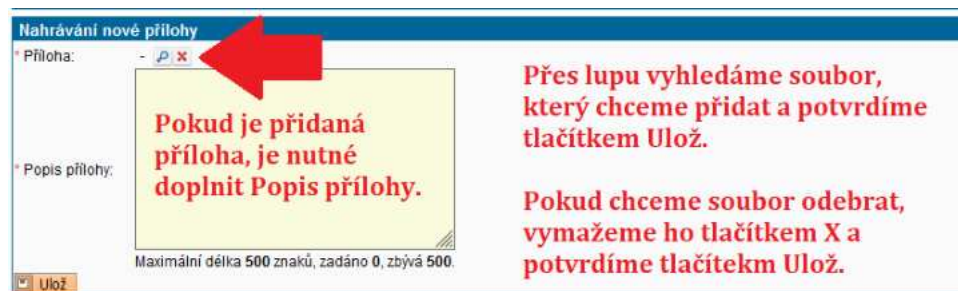 Nahrávání nové přílohy
* Příloha: -
Přes lupu vyhledáme soubor,
který chceme přidat a potvrdíme
tlačítkem Ulož.
Pokud je přidaná
příloha, je nutné
doplnit Popis přílohy.
* Popis přílohy:
Pokud chceme soubor odebrat,
vymažeme ho tlačítkem X a
potvrdíme tlačítekm Ulož.
Maximální délka 500 znaků, zadáno 0, zbývá 500.
Ulož